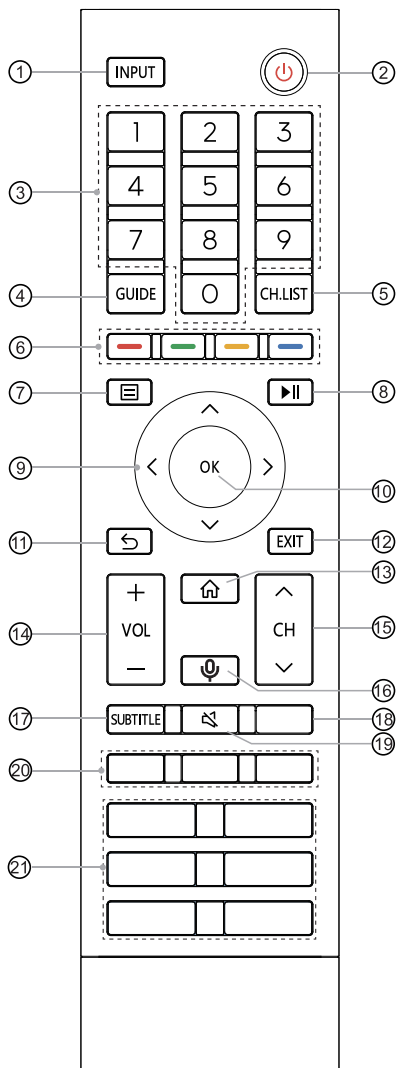 ① INPUT ②
1 2 3
③ 4 5 6
7 8 9
④ GUIDE 0 CH.LIST ⑤
⑥
⑦ ⑧
⑨ OK
⑩
⑪ EXIT ⑫
⑬
+
⑭ VOL CH ⑮
—
⑯
⑰ SUBTITLE ⑱
⑲
⑳
㉑